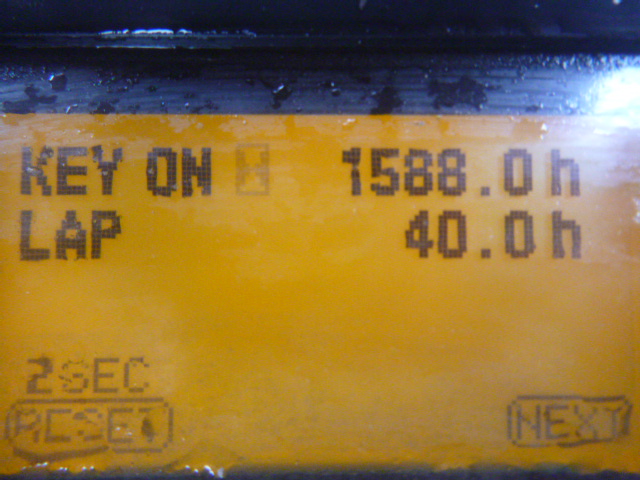 KEY ON 1588.0h
LAP 40.0h
2SEC
RESET NEXT